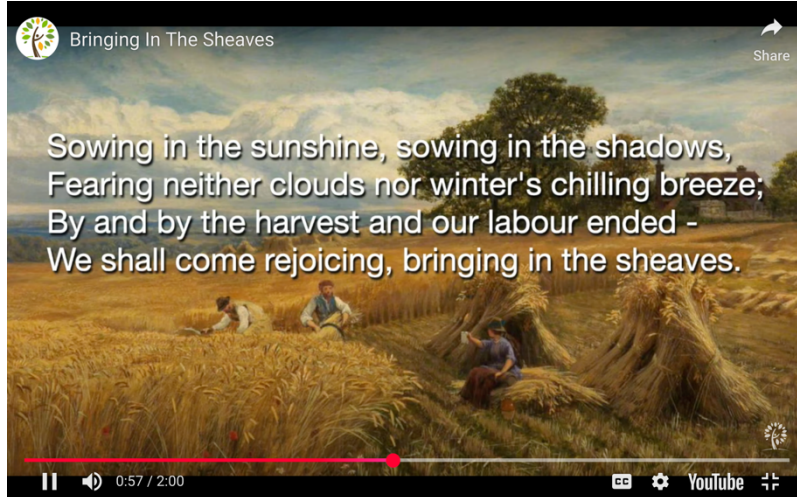 Bringing In The Sheaves
Share
Sowing in the sunshine, sowing in the shadows,
Fearing neither clouds nor winter's chilling breeze;
By and by the harvest and our labour ended -
We shall come rejoicing, bringing in the sheaves.
0:57 / 2:00
CC
YouTube